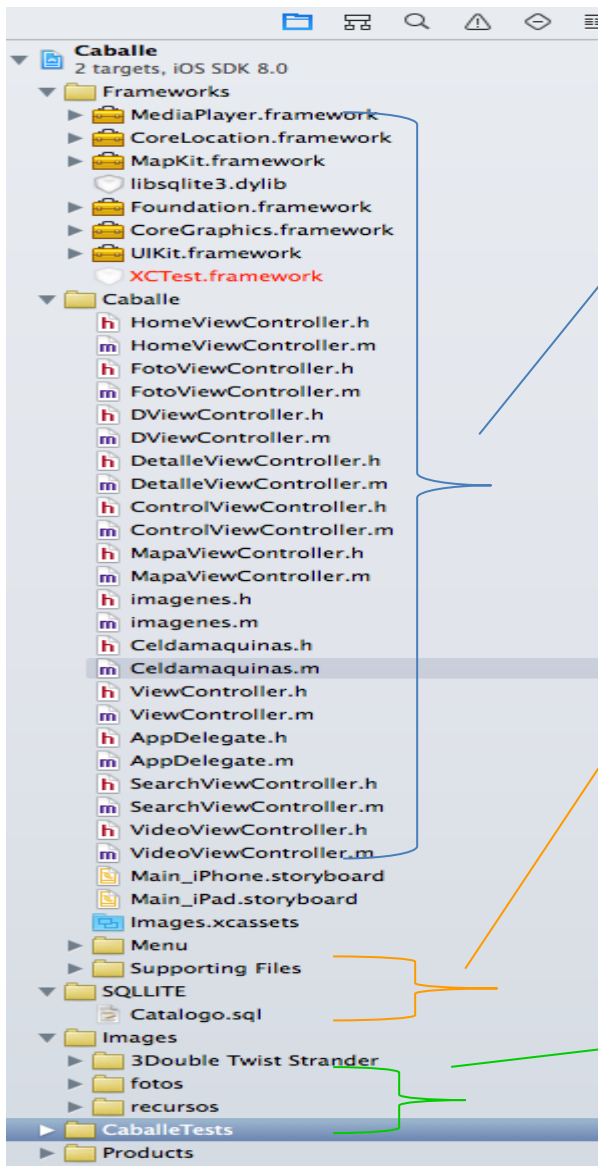 Caballe
2 targets, iOS SDK 8.0
Frameworks
MediaPlayer.framework
CoreLocation.framework
MapKit.framework
libsqlite3.dylib
Foundation.framework
CoreGraphics.framework
UIKit.framework
XCTest.framework
Caballe
h HomeViewController.h
m HomeViewController.m
h FotoViewController.h
m FotoViewController.m
h DViewController.h
m DViewController.m
h DetalleViewController.h
m DetalleViewController.m
h ControlViewController.h
m ControlViewController.m
h MapaViewController.h
m MapaViewController.m
h imagenes.h
m imagenes.m
h Celdamaquinas.h
m Celdamaquinas.m
h ViewController.h
m ViewController.m
h AppDelegate.h
m AppDelegate.m
h SearchViewController.h
m SearchViewController.m
h VideoViewController.h
m VideoViewController.m
Main_iPhone.storyboard
Main_iPad.storyboard
Images.xcassets
Menu
Supporting Files
SQLLITE
Catalogo.sql
Images
3Double Twist Strander
fotos
recursos
CaballeTests
Products